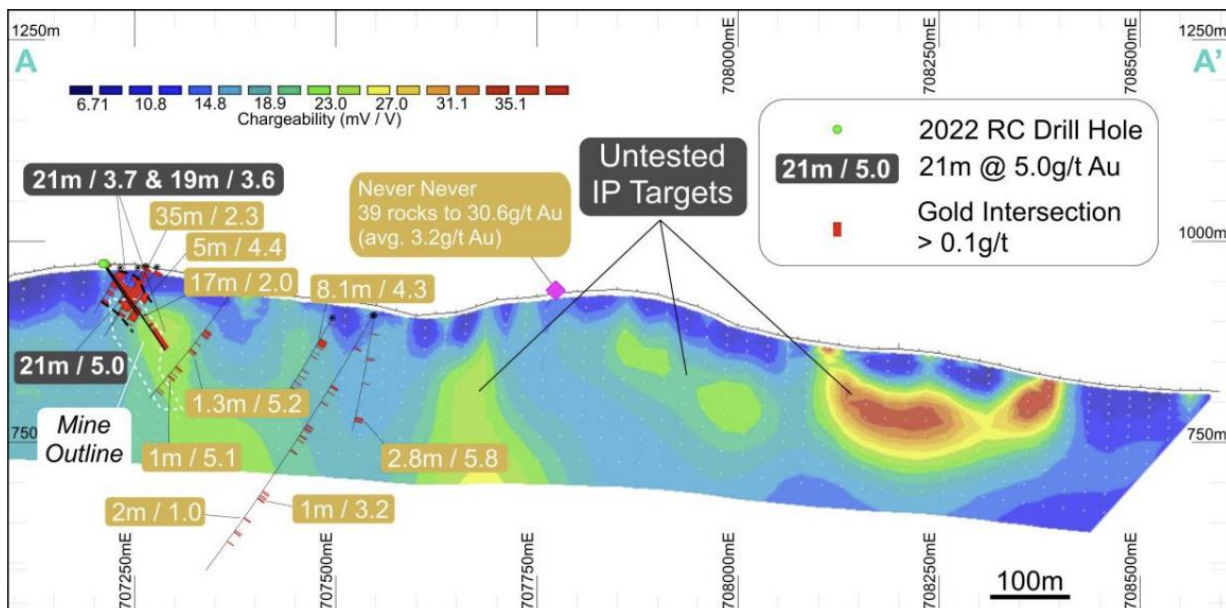 1250m
1250m
A
A'
6.71 10.8 14.8 18.9 23.0 27.0 31.1 35.1
Chargeability (mV / V)
708000mE
708250mE
708500mE
2022 RC Drill Hole
21m / 5.0
21m @ 5.0g/t Au
Gold Intersection
> 0.1g/t
Untested
IP Targets
21m / 3.7 & 19m / 3.6
35m / 2.3
5m / 4.4
17m / 2.0
Never Never
39 rocks to 30.6g/t Au
(avg. 3.2g/t Au)
8.1m / 4.3
1000m
21m / 5.0
Mine
Outline
1.3m / 5.2
1m / 5.1
2.8m / 5.8
2m / 1.0
1m / 3.2
750m
750m
707250mE
707500mE
707750mE
708000mE
708250mE
708500mE
100m